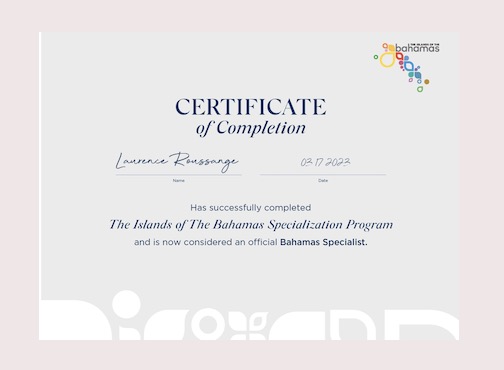 THE ISLANDS OF THE
bahamas
CERTIFICATE
of Completion
Laurence Roussange 03 17 2023
Name Date
Has successfully completed
The Islands of The Bahamas Specialization Program
and is now considered an official Bahamas Specialist.